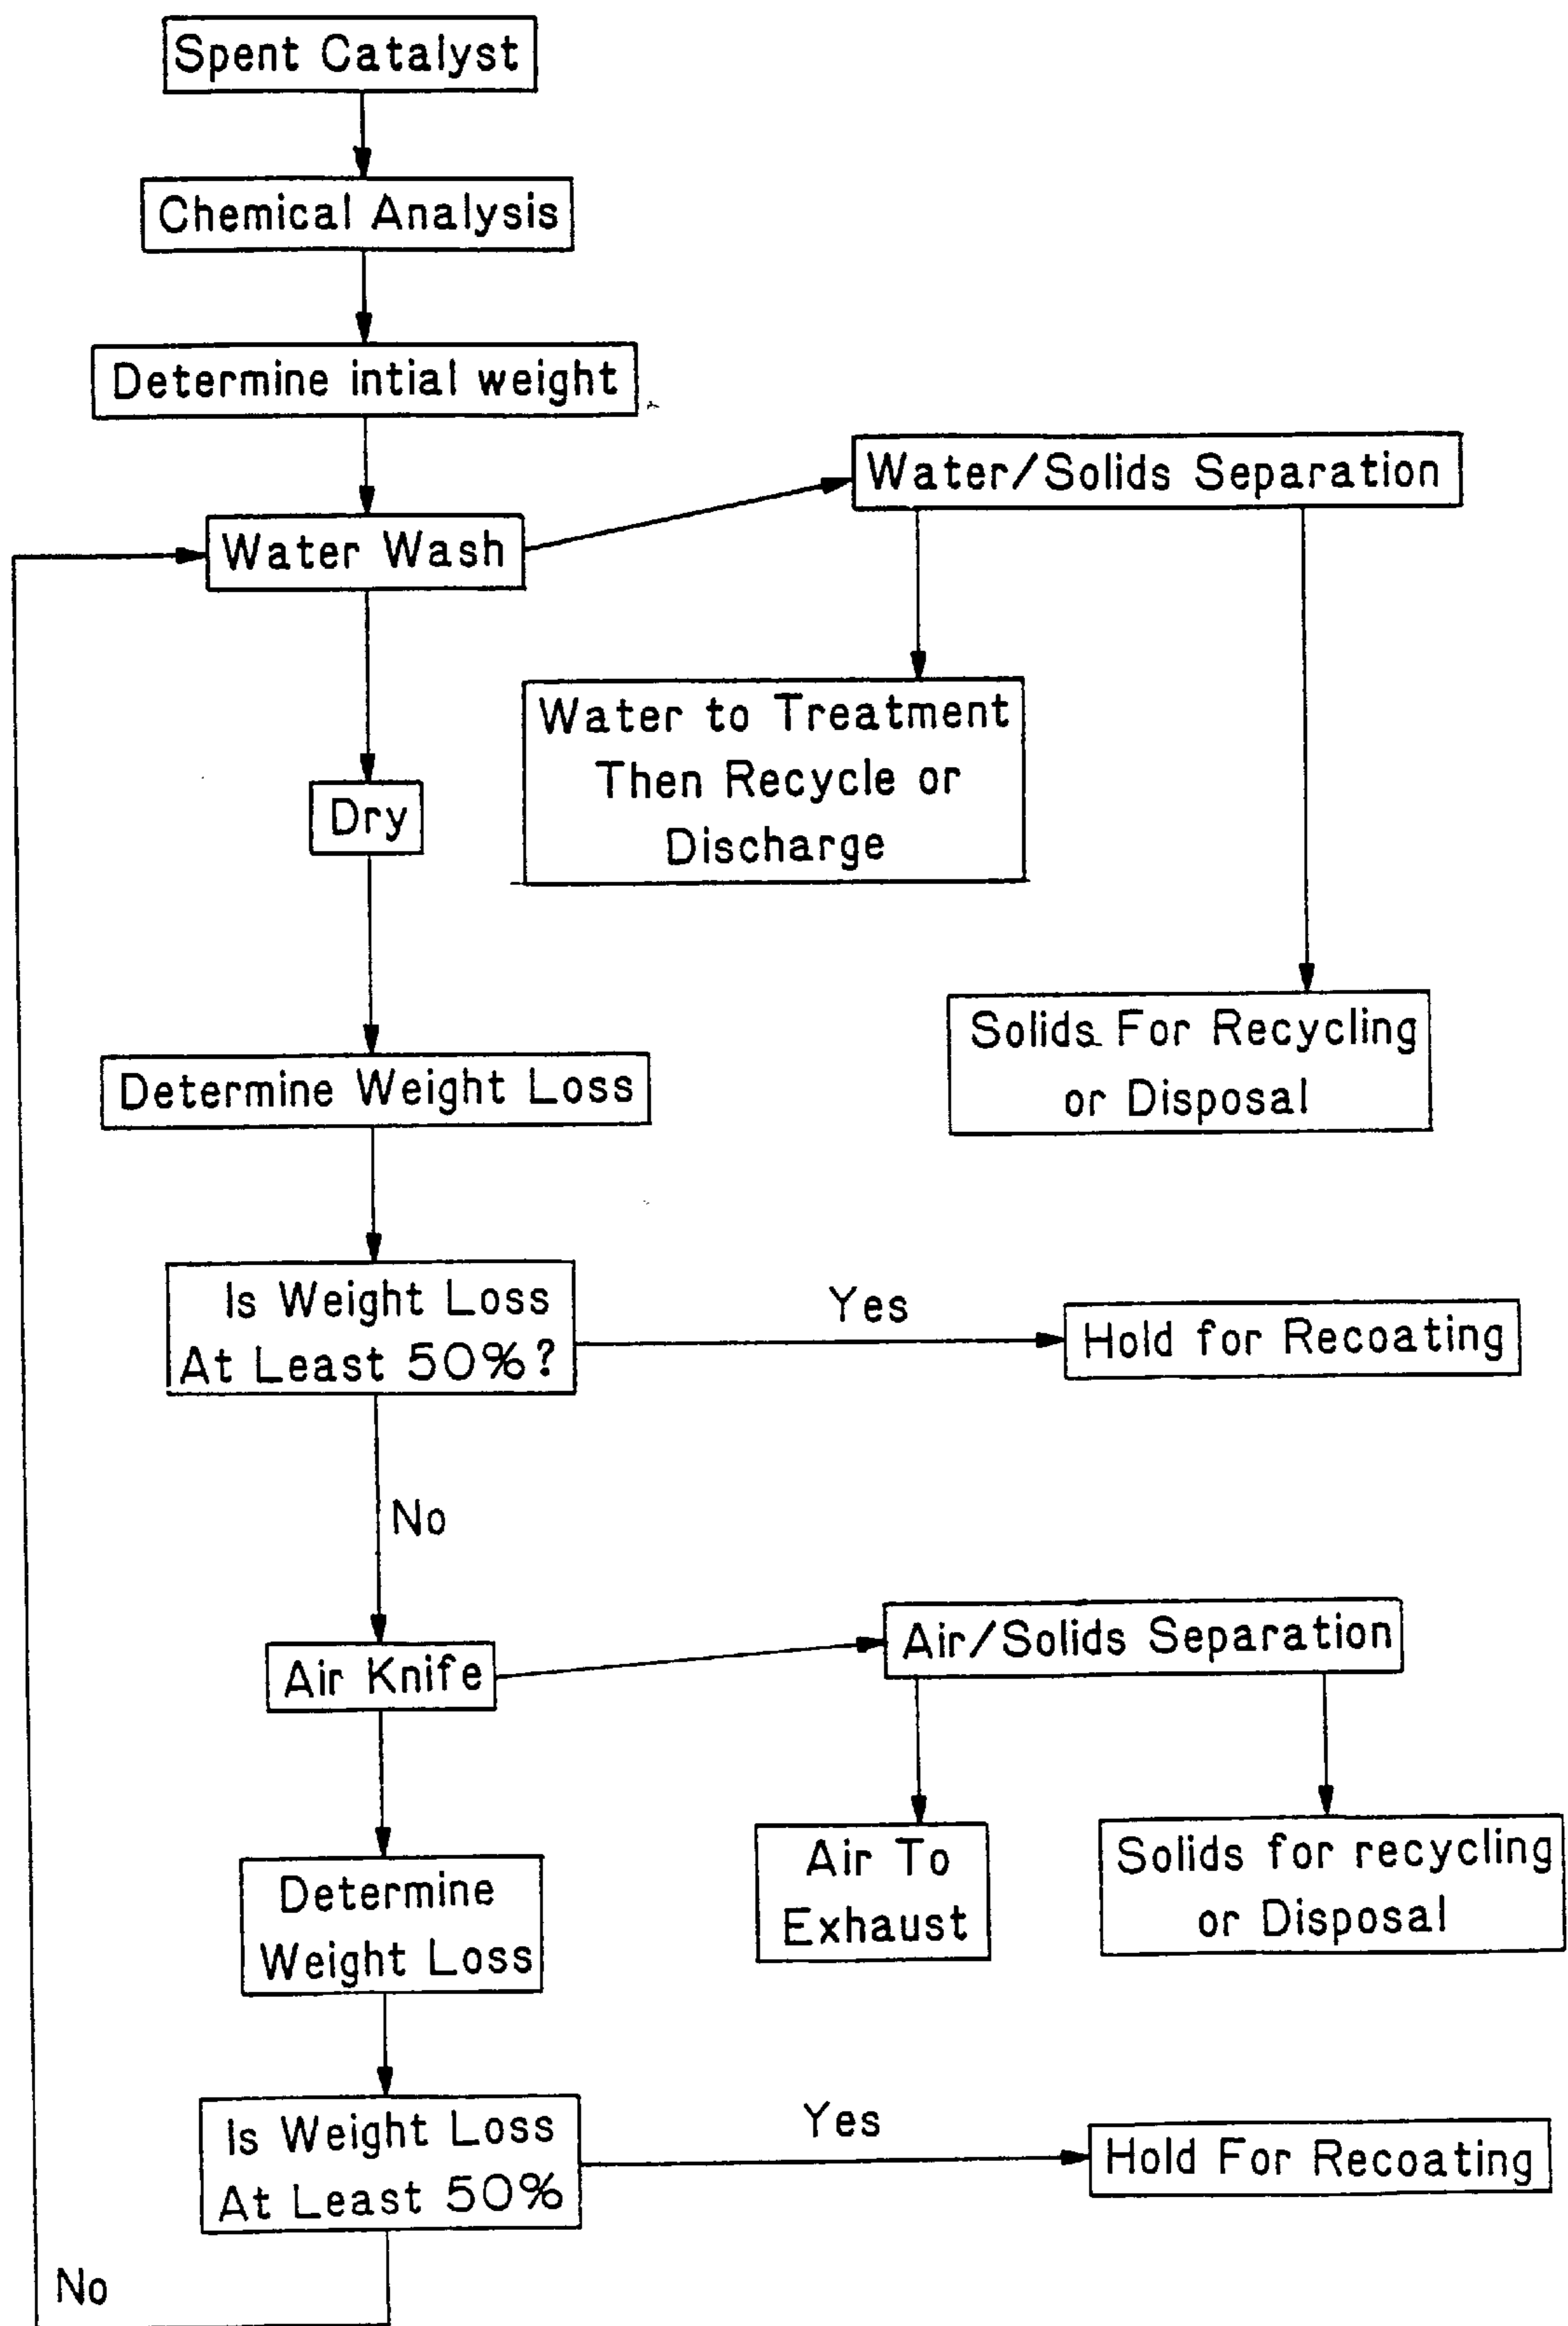 Spent Catalyst
Chemical Analysis
Determine intial weight
Water/Solids Separation
Water Wash
Water to Treatment
Then Recycle or
Discharge
Dry
Solids For Recycling
or Disposal
Determine Weight Loss
Is Weight Loss
At Least 50%?
Yes
Hold for Recoating
No
Air/Solids Separation
Air Knife
Air To
Exhaust
Solids for recycling
or Disposal
Determine
Weight Loss
Is Weight Loss
At Least 50%
Yes
Hold For Recoating
No